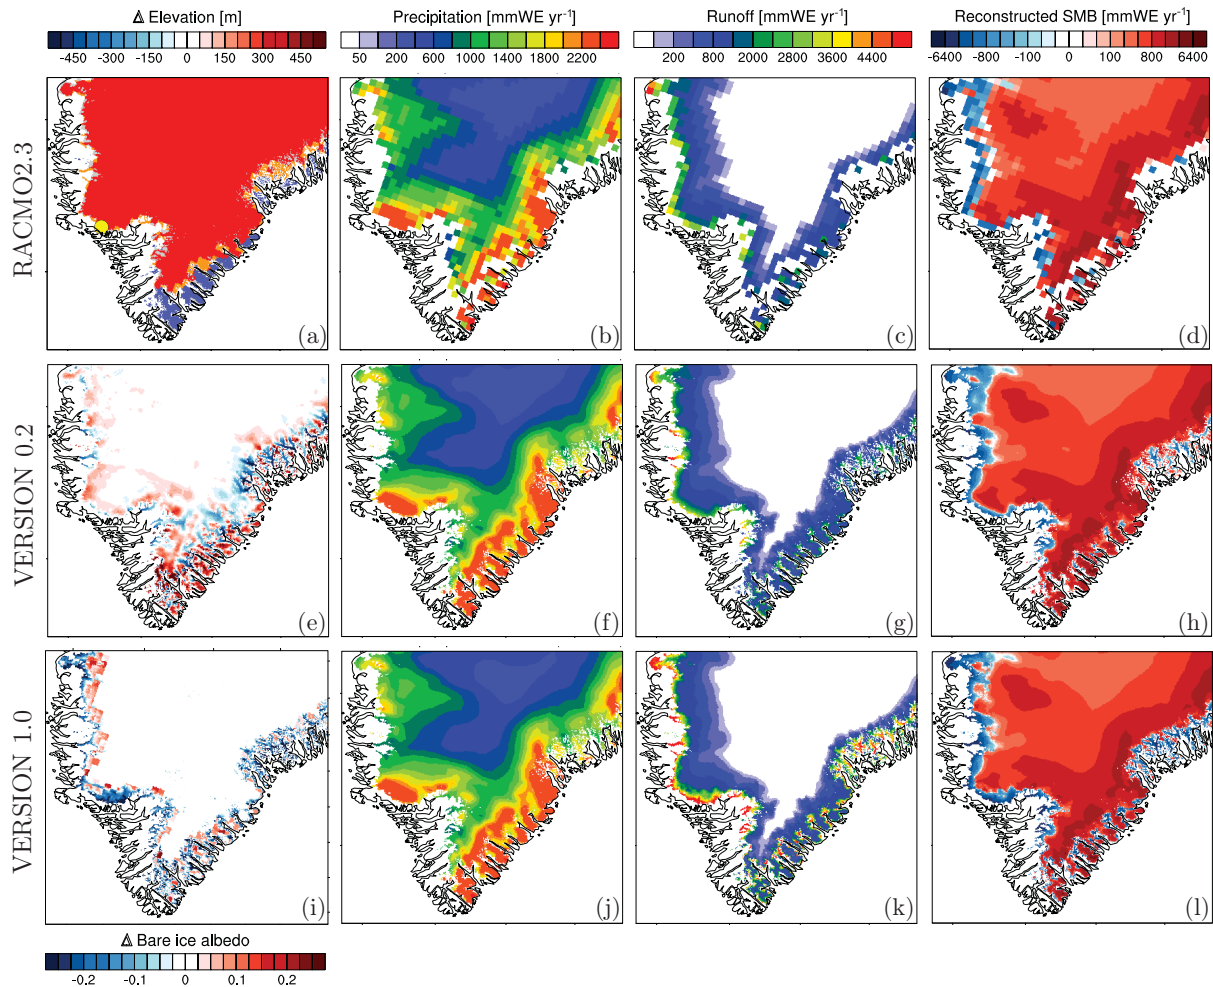 Δ Elevation [m]
Precipitation [mmWE yr⁻¹]
Runoff [mmWE yr⁻¹]
Reconstructed SMB [mmWE yr⁻¹]
-450 -300 -150 0 150 300 450
50 200 600 1000 1400 1800 2200
200 800 2800 3600 4400
-6400 -800 -100 0 100 800 6400
RACMO2.3
(a) (b) (c) (d)
VERSION 0.2
(e) (f) (g) (h)
VERSION 1.0
(i) (j) (k) (l)
Δ Bare ice albedo
-0.2 -0.1 0 0.1 0.2